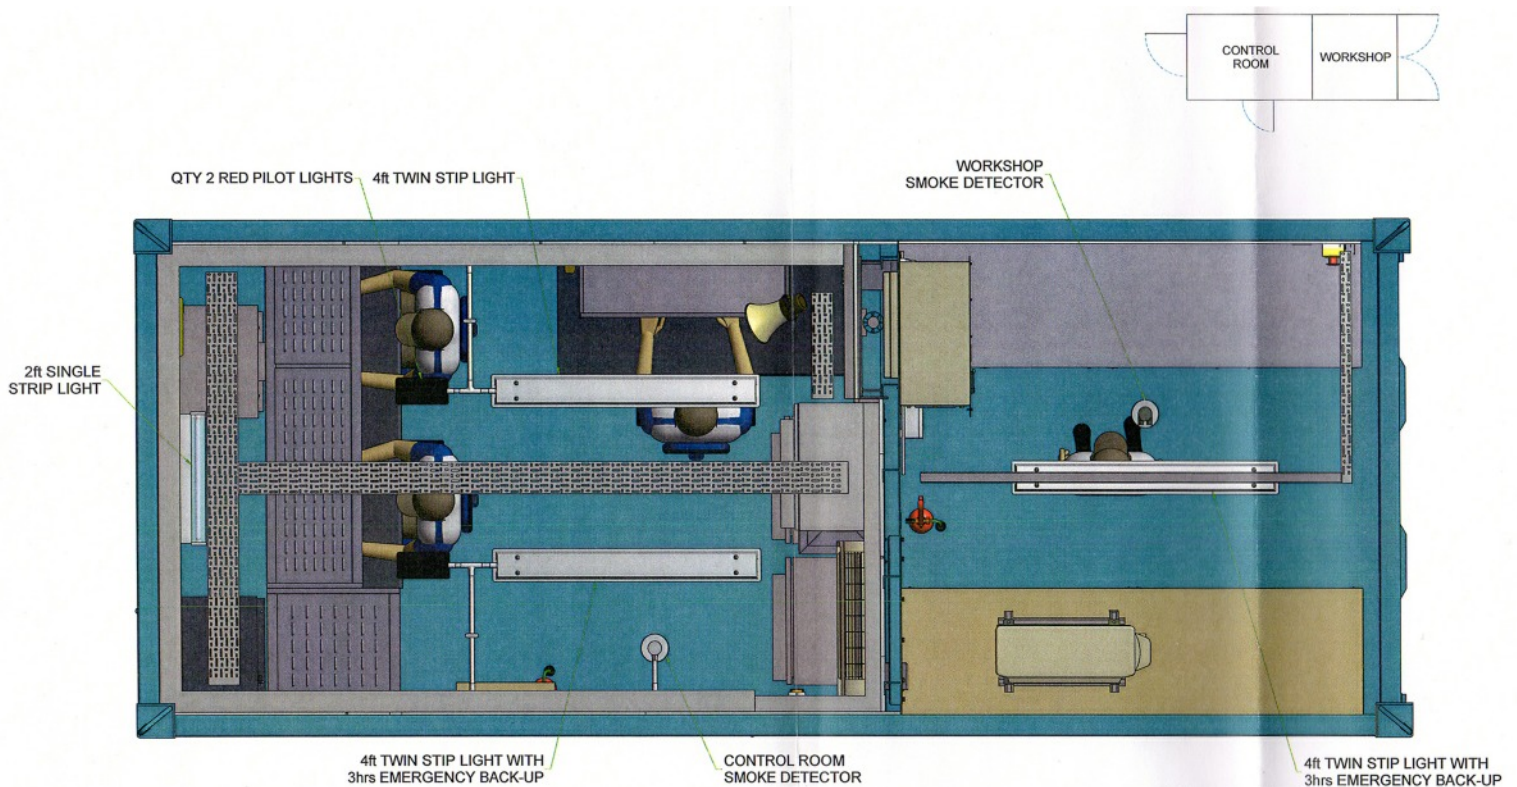 CONTROL
ROOM
WORKSHOP
QTY 2 RED PILOT LIGHTS
4ft TWIN STIP LIGHT
WORKSHOP
SMOKE DETECTOR
2ft SINGLE
STRIP LIGHT
4ft TWIN STIP LIGHT WITH
3hrs EMERGENCY BACK-UP
CONTROL ROOM
SMOKE DETECTOR
4ft TWIN STIP LIGHT WITH
3hrs EMERGENCY BACK-UP